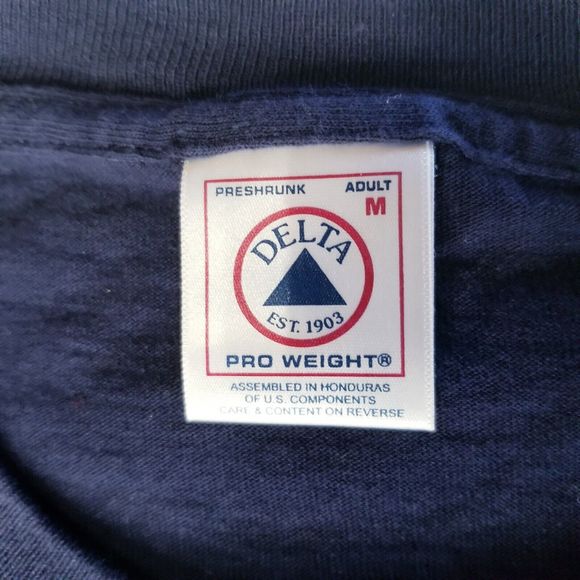 PRESHRUNK ADULT
M
DELTA
EST. 1903
PRO WEIGHT®
ASSEMBLED IN HONDURAS
OF U.S. COMPONENTS
CARE & CONTENT ON REVERSE